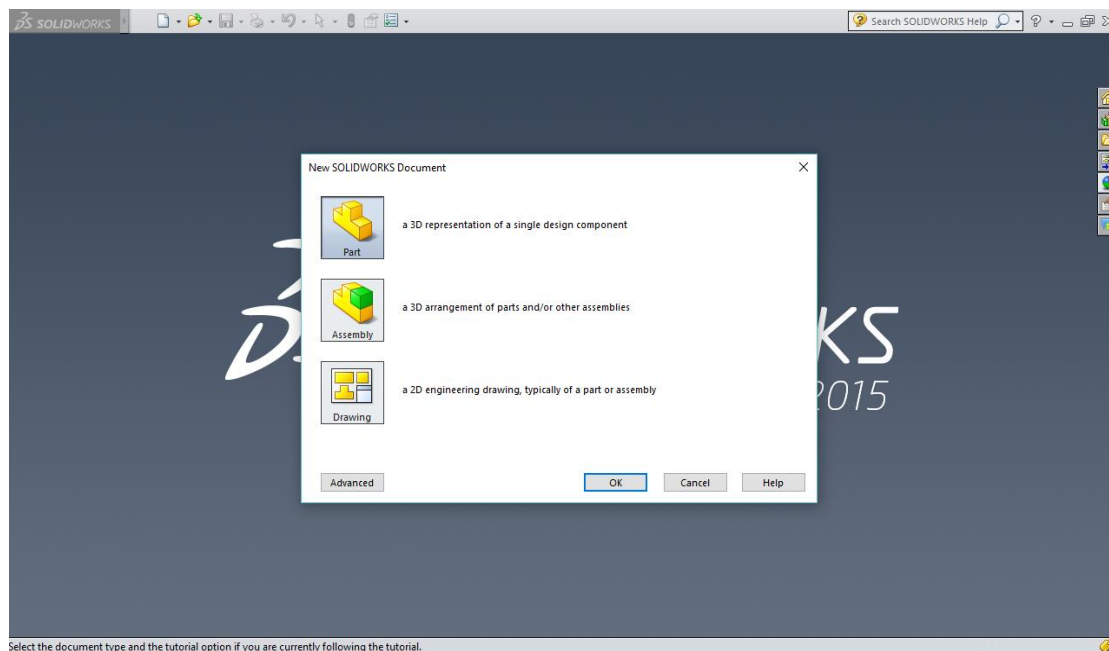 SOLIDWORKS
Search SOLIDWORKS Help
New SOLIDWORKS Document
Part
a 3D representation of a single design component
Assembly
a 3D arrangement of parts and/or other assemblies
KS
2015
Drawing
a 2D engineering drawing, typically of a part or assembly
Advanced
OK
Cancel
Help
Select the document type and the tutorial option if you are currently following the tutorial.